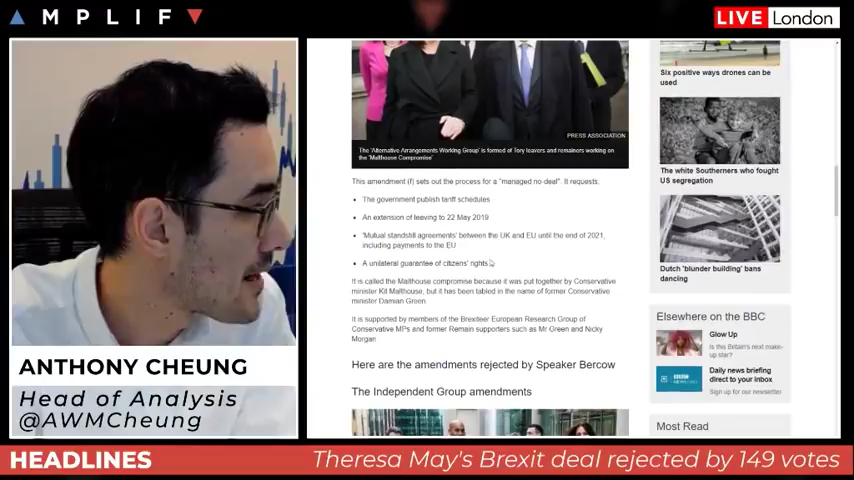 ▲ MPLIF▼
LIVE London
PRESS ASSOCIATION
The 'Alternative Arrangements Working Group' is formed of Tory leavers and remainers working on
the 'Malthouse Compromise'
This amendment (f) sets out the process for a "managed no-deal". It requests:
The government publish tariff schedules
An extension of leaving to 22 May 2019
'Mutual standstill agreements' between the UK and EU until the end of 2021,
including payments to the EU
A unilateral guarantee of citizens' rights
It is called the Malthouse compromise because it was put together by Conservative
minister Kit Malthouse, but it has been tabled in the name of former Conservative
minister Damian Green.
It is supported by members of the Brexiteer European Research Group of
Conservative MPs and former Remain supporters such as Mr Green and Nicky
Morgan
Here are the amendments rejected by Speaker Bercow
The Independent Group amendments
Six positive ways drones can be
used
The white Southerners who fought
US segregation
Dutch 'blunder building' bans
dancing
Elsewhere on the BBC
Glow Up
Is this Britain's next make-
up star?
Daily news briefing
direct to your inbox
Sign up for our newsletter
Most Read
ANTHONY CHEUNG
Head of Analysis
@AWMCheung
HEADLINES
Theresa May's Brexit deal rejected by 149 votes